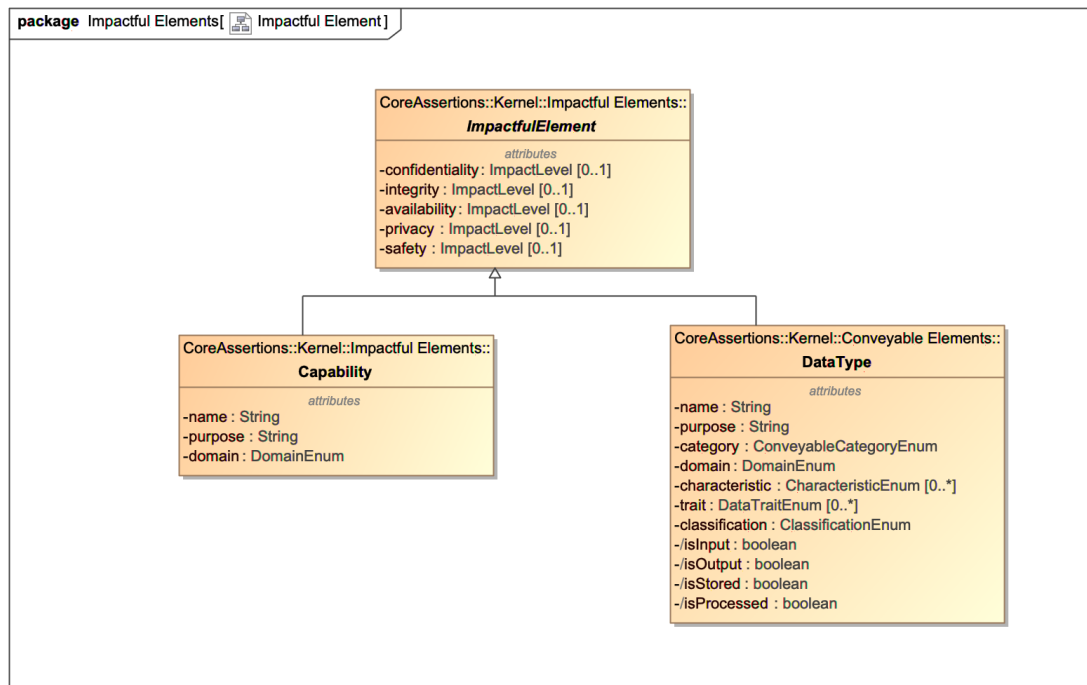 package Impactful Elements[ Impactful Element ]
CoreAssertions::Kernel::Impactful Elements::
ImpactfulElement
attributes
-confidentiality : ImpactLevel [0..1]
-integrity : ImpactLevel [0..1]
-availability : ImpactLevel [0..1]
-privacy : ImpactLevel [0..1]
-safety : ImpactLevel [0..1]
CoreAssertions::Kernel::Impactful Elements::
Capability
attributes
-name : String
-purpose : String
-domain : DomainEnum
CoreAssertions::Kernel::Conveyable Elements::
DataType
attributes
-name : String
-purpose : String
-category : ConveyableCategoryEnum
-domain : DomainEnum
-characteristic : CharacteristicEnum [0..*]
-trait : DataTraitEnum [0..*]
-classification : ClassificationEnum
-/isInput : boolean
-/isOutput : boolean
-/isStored : boolean
-/isProcessed : boolean